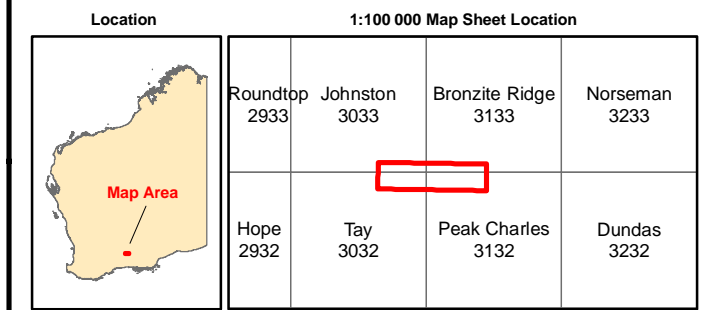 Location
1:100 000 Map Sheet Location
Map Area
Roundtop Johnston Bronzite Ridge Norseman
2933 3033 3133 3233
Hope Tay Peak Charles Dundas
2932 3032 3132 3232